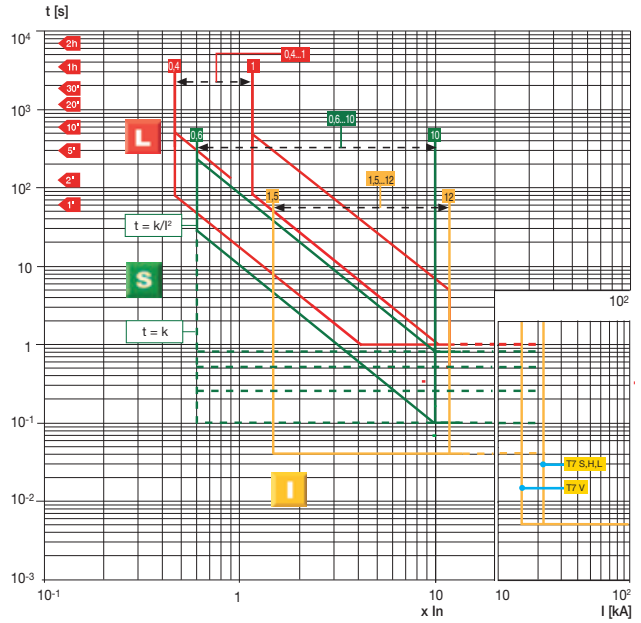 t [s]
10⁴
2h
1h
30'
20'
10'
5'
2'
1'
0,4
1
0,4...1
0,6
0,6...10
10
L
1,5
1,5...12
12
10³
10²
t = k/I²
S
10
t = k
1
10⁻¹
I
10⁻²
10⁻³
10⁻¹
1
10
x In
10²
T7 S,H,L
T7 V
10
I [kA]
10²